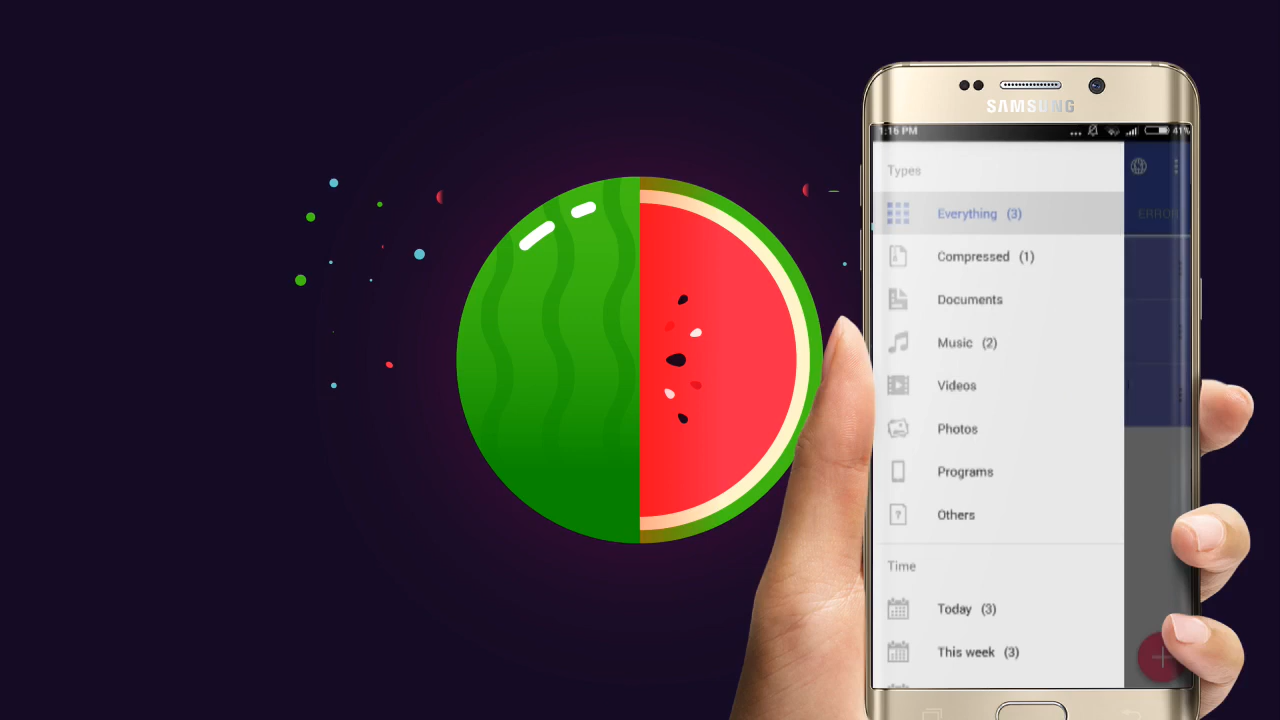 SAMSUNG
1:16 PM
41%
Types
ERROR
Everything (3)
Compressed (1)
Documents
Music (2)
Videos
Photos
Programs
Others
Time
Today (3)
This week (3)